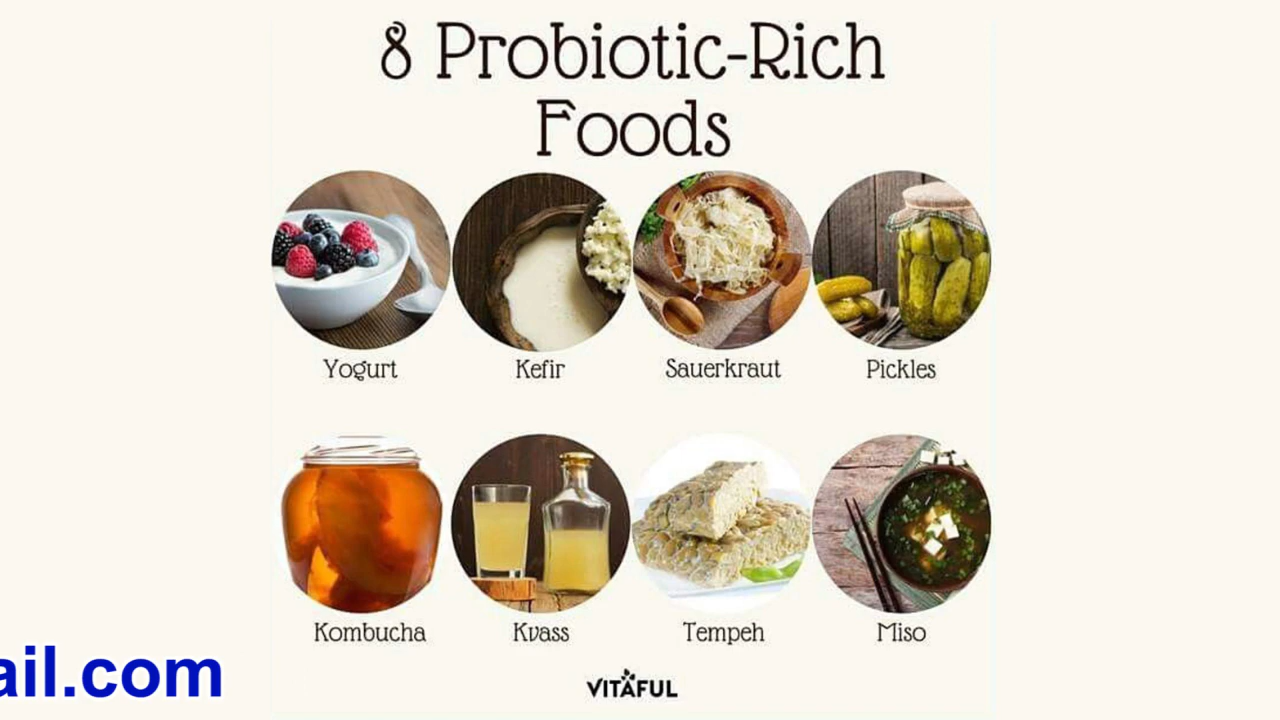 8 Probiotic-Rich
Foods
Yogurt
Kefir
Sauerkraut
Pickles
Kombucha
Kvass
Tempeh
Miso
ail.com
VITAFUL